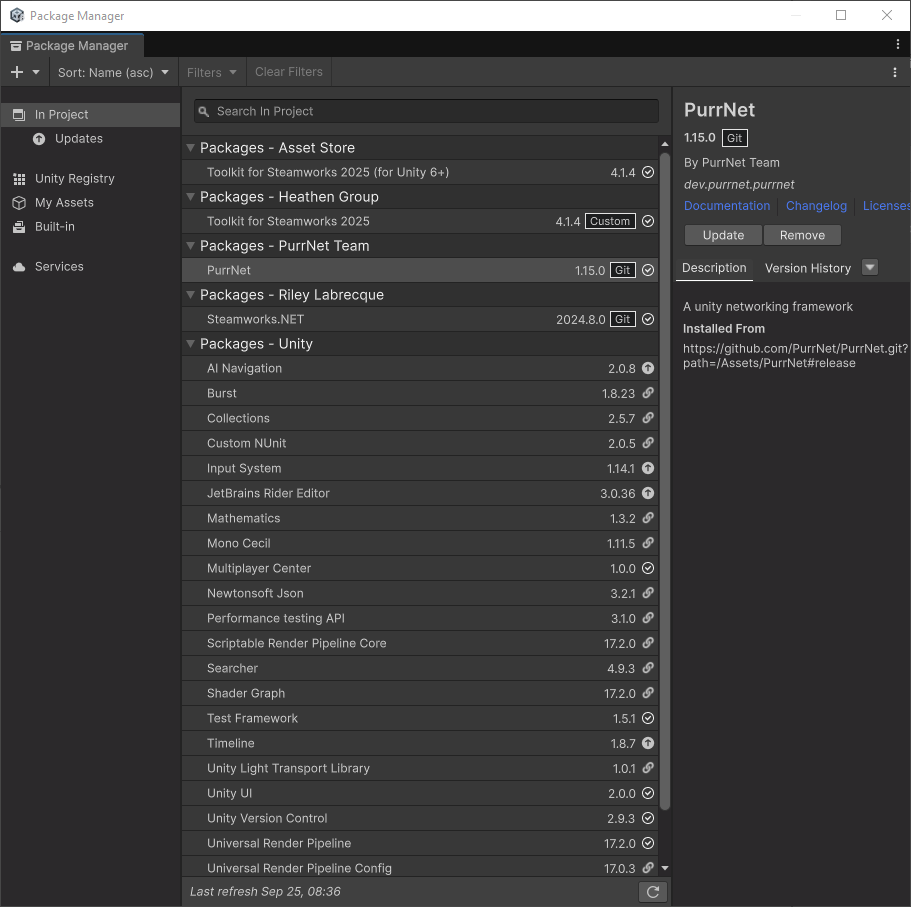 Package Manager
Package Manager
Sort: Name (asc)
Filters
Clear Filters
In Project
Updates
Unity Registry
My Assets
Built-in
Services
Search In Project
Packages - Asset Store
Toolkit for Steamworks 2025 (for Unity 6+) 4.1.4
Packages - Heathen Group
Toolkit for Steamworks 2025 4.1.4 Custom
Packages - PurrNet Team
PurrNet 1.15.0 Git
Packages - Riley Labrecque
Steamworks.NET 2024.8.0 Git
Packages - Unity
AI Navigation 2.0.8
Burst 1.8.23
Collections 2.5.7
Custom NUnit 2.0.5
Input System 1.14.1
JetBrains Rider Editor 3.0.36
Mathematics 1.3.2
Mono Cecil 1.11.5
Multiplayer Center 1.0.0
Newtonsoft Json 3.2.1
Performance testing API 3.1.0
Scriptable Render Pipeline Core 17.2.0
Searcher 4.9.3
Shader Graph 17.2.0
Test Framework 1.5.1
Timeline 1.8.7
Unity Light Transport Library 1.0.1
Unity UI 2.0.0
Unity Version Control 2.9.3
Universal Render Pipeline 17.2.0
Universal Render Pipeline Config 17.0.3
Last refresh Sep 25, 08:36
PurrNet
1.15.0 Git
By PurrNet Team
dev.purrnet.purrnet
Documentation Changelog Licenses
Update Remove
Description Version History
A unity networking framework
Installed From
https://github.com/PurrNet/PurrNet.git?
path=/Assets/PurrNet#release